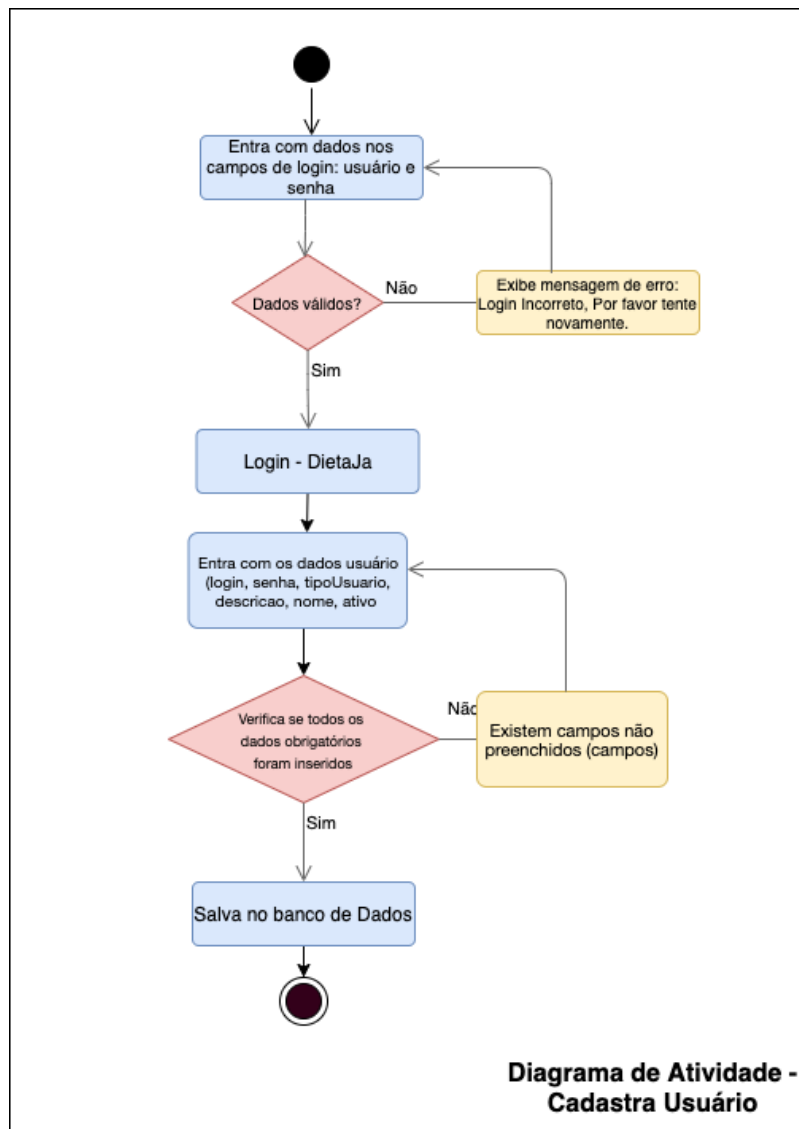 Entra com dados nos
campos de login: usuário e
senha
Dados válidos?
Não
Exibe mensagem de erro:
Login Incorreto, Por favor tente
novamente.
Sim
Login - DietaJa
Entra com os dados usuário
(login, senha, tipoUsuario,
descricao, nome, ativo
Verifica se todos os
dados obrigatórios
foram inseridos
Não
Existem campos não
preenchidos (campos)
Sim
Salva no banco de Dados
Diagrama de Atividade -
Cadastra Usuário